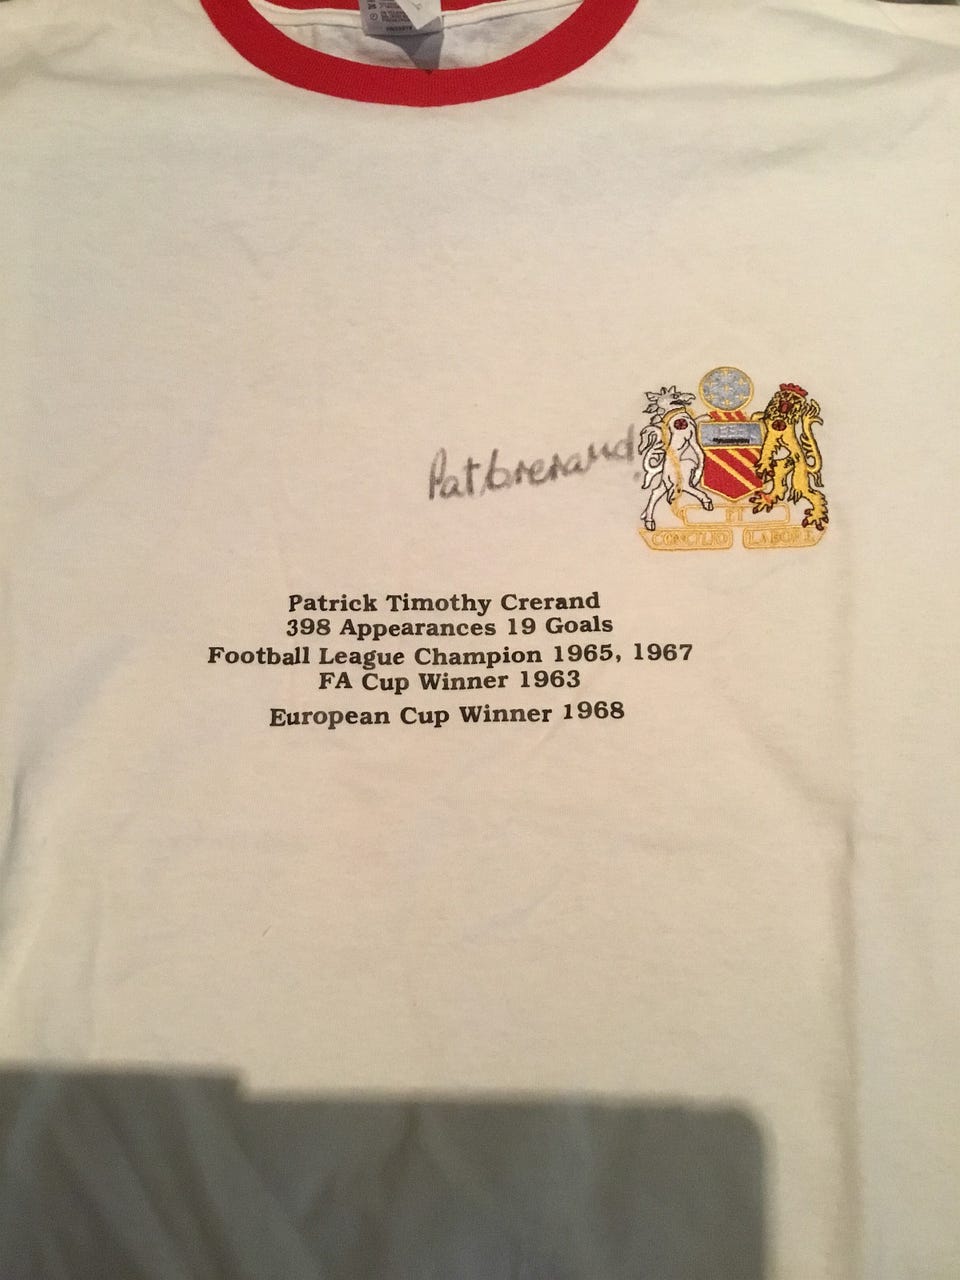 Pat Crerand
ET
CONCILIO LABORE
Patrick Timothy Crerand
398 Appearances 19 Goals
Football League Champion 1965, 1967
FA Cup Winner 1963
European Cup Winner 1968